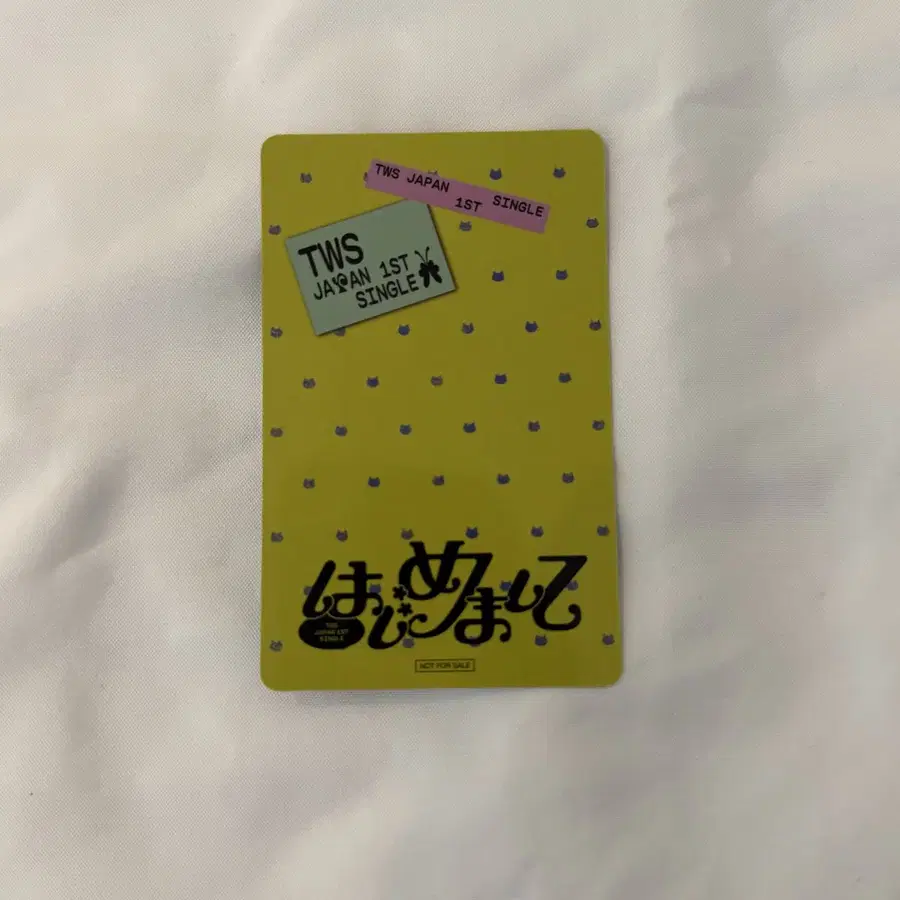 TWS JAPAN 1ST SINGLE
TWS
JAPAN 1ST
SINGLE
はじめまして
TWS
JAPAN 1ST
SINGLE
NOT FOR SALE